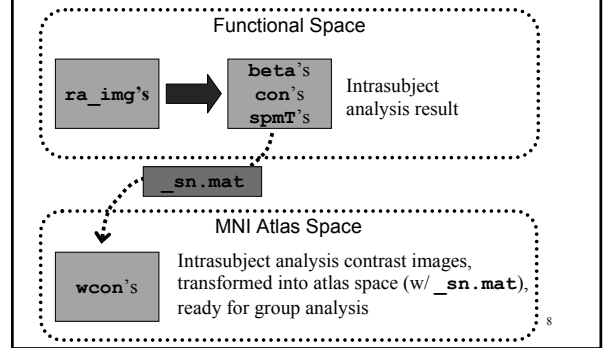 Functional Space
ra_img's
beta's
con's
spmT's
Intrasubject
analysis result
_sn.mat
MNI Atlas Space
wcon's
Intrasubject analysis contrast images,
transformed into atlas space (w/ _sn.mat),
ready for group analysis
8